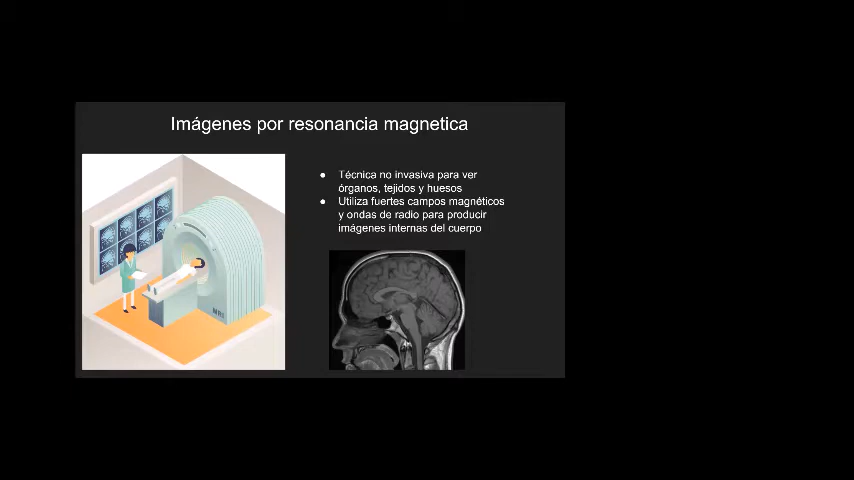 Imágenes por resonancia magnetica
● Técnica no invasiva para ver
órganos, tejidos y huesos
● Utiliza fuertes campos magnéticos
y ondas de radio para producir
imágenes internas del cuerpo
MRI